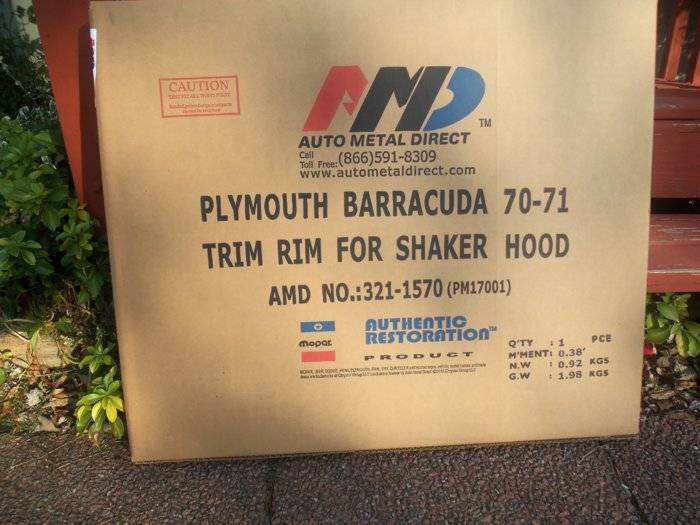 CAUTION
AMD
TM
AUTO METAL DIRECT
Call
Toll Free:(866)591-8309
www.autometaldirect.com
PLYMOUTH BARRACUDA 70-71
TRIM RIM FOR SHAKER HOOD
AMD NO.:321-1570 (PM17001)
Mopar
AUTHENTIC
RESTORATION™
PRODUCT
Q'TY : 1 PCE
M'MENT: 0.38'
N.W : 0.92 KGS
G.W : 1.98 KGS